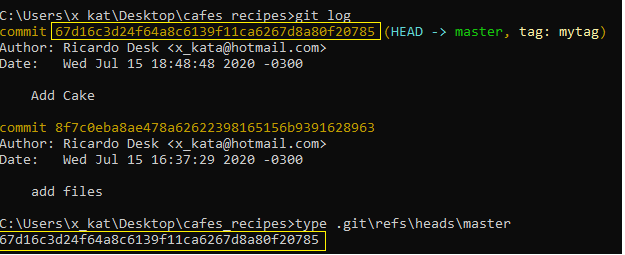 C:\Users\x_kat\Desktop\cafes_recipes>git log
commit 67d16c3d24f64a8c6139f11ca6267d8a80f20785 (HEAD -> master, tag: mytag)
Author: Ricardo Desk <x_kata@hotmail.com>
Date:   Wed Jul 15 18:48:48 2020 -0300
    Add Cake
commit 8f7c0eba8ae478a62622398165156b9391628963
Author: Ricardo Desk <x_kata@hotmail.com>
Date:   Wed Jul 15 16:37:29 2020 -0300
    add files
C:\Users\x_kat\Desktop\cafes_recipes>type .git\refs\heads\master
67d16c3d24f64a8c6139f11ca6267d8a80f20785